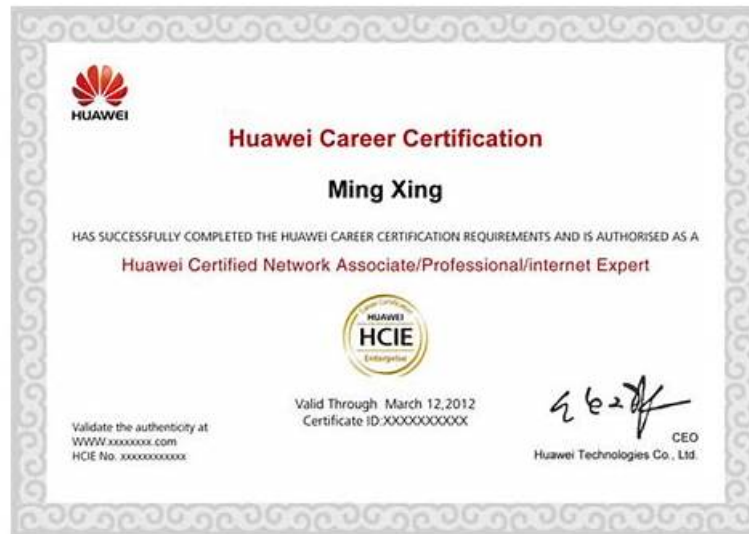 HUAWEI
Huawei Career Certification
Ming Xing
HAS SUCCESSFULLY COMPLETED THE HUAWEI CAREER CERTIFICATION REQUIREMENTS AND IS AUTHORISED AS A
Huawei Certified Network Associate/Professional/internet Expert
Career Certification
HUAWEI
HCIE
Enterprise
Valid Through March 12,2012
Certificate ID:XXXXXXXXXX
Validate the authenticity at
WWW.xxxxxxxx.com
HCIE No. xxxxxxxxxxxx
CEO
Huawei Technologies Co., Ltd.